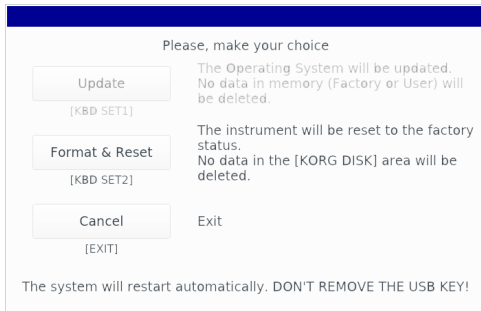 Please, make your choice
Update
[KBD SET1]
The Operating System will be updated.
No data in memory (Factory or User) will
be deleted.
Format & Reset
[KBD SET2]
The instrument will be reset to the factory
status.
No data in the [KORG DISK] area will be
deleted.
Cancel
[EXIT]
Exit
The system will restart automatically. DON'T REMOVE THE USB KEY!